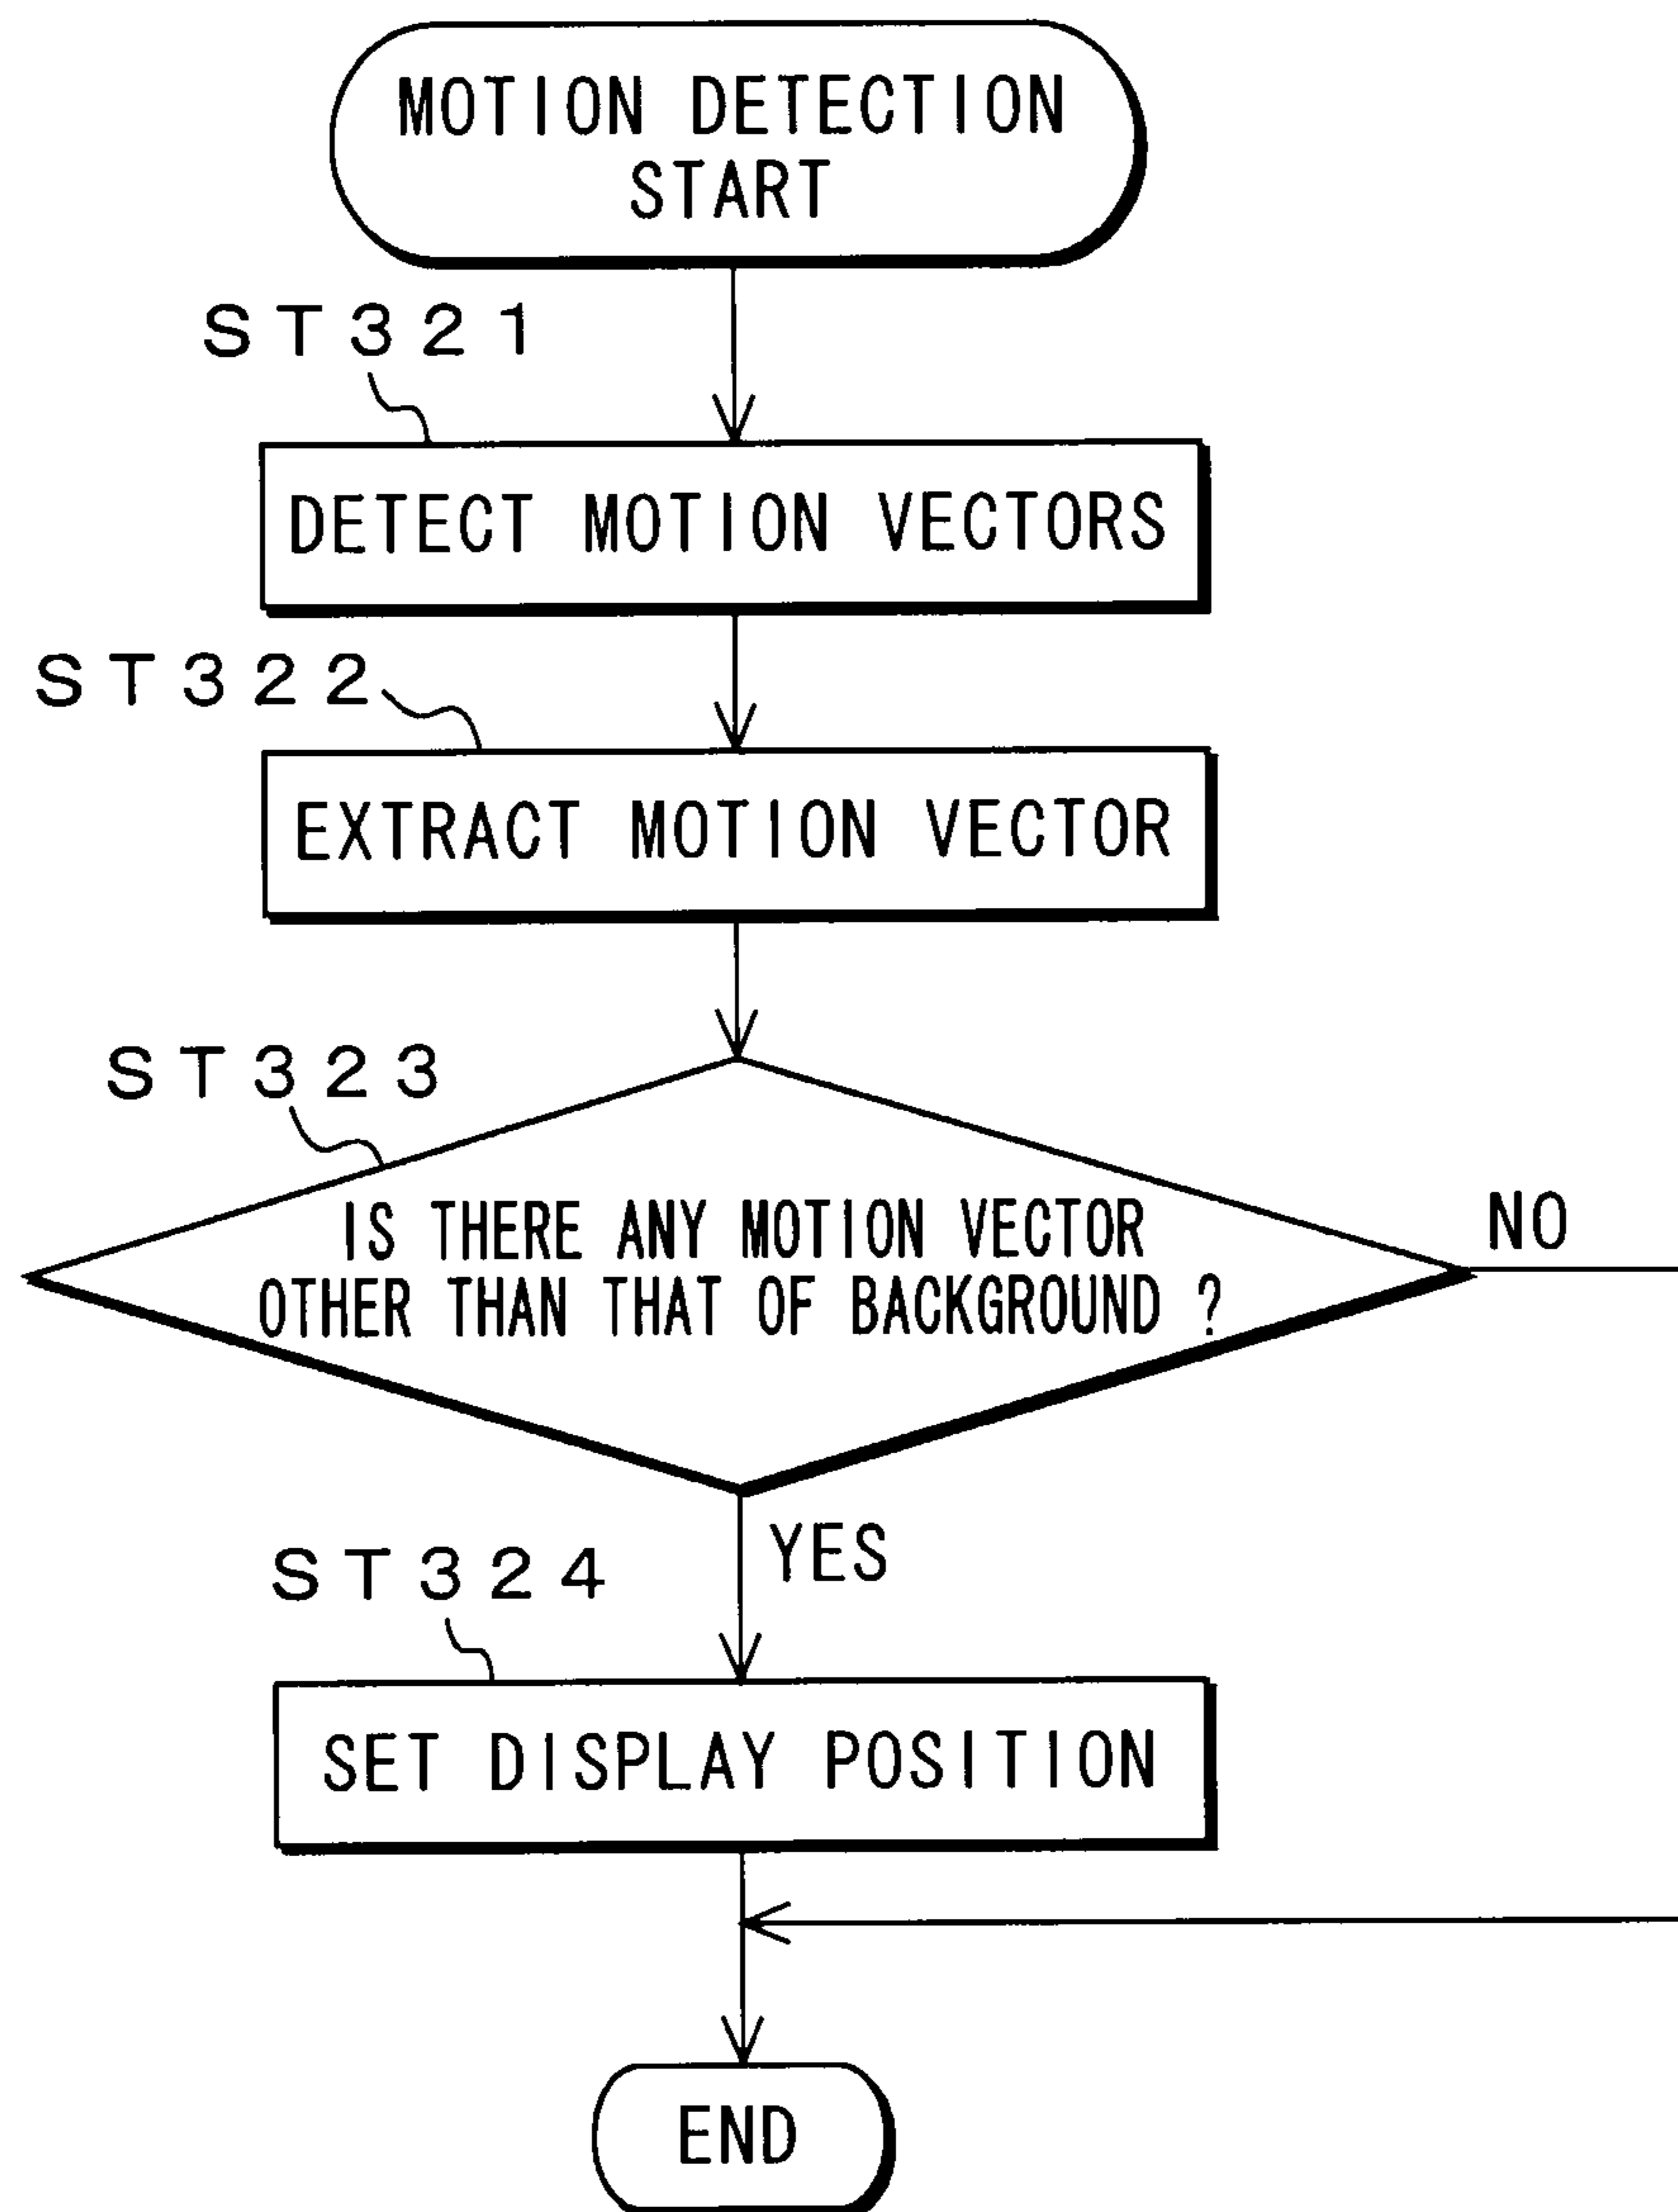 MOTION DETECTION
START
ST321
DETECT MOTION VECTORS
ST322
EXTRACT MOTION VECTOR
ST323
IS THERE ANY MOTION VECTOR
OTHER THAN THAT OF BACKGROUND ?
NO
YES
ST324
SET DISPLAY POSITION
END